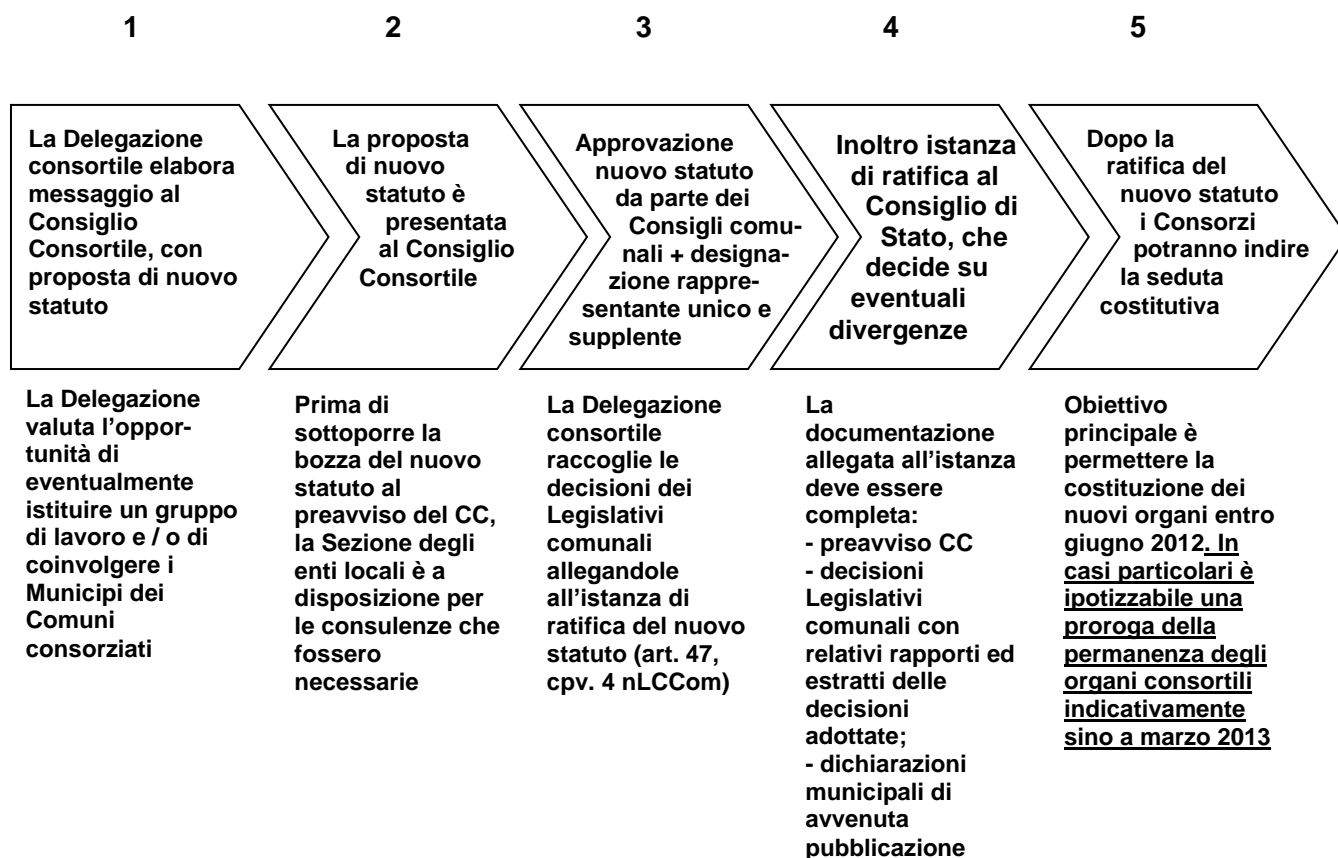 1
2
3
4
5
La Delegazione
consortile elabora
messaggio al
Consiglio
Consortile, con
proposta di nuovo
statuto
La proposta
di nuovo
statuto è
presentata
al Consiglio
Consortile
Approvazione
nuovo statuto
da parte dei
Consigli comu-
nali + designa-
zione rappre-
sentante unico e
supplente
Inoltro istanza
di ratifica al
Consiglio di
Stato, che
decide su
eventuali
divergenze
Dopo la
ratifica del
nuovo statuto
i Consorzi
potranno indire
la seduta
costitutiva
La Delegazione
valuta l’oppor-
tunità di
eventualmente
istituire un gruppo
di lavoro e / o di
coinvolgere i
Municipi dei
Comuni
consorziati
Prima di
sottoporre la
bozza del nuovo
statuto al
preavviso del CC,
la Sezione degli
enti locali è a
disposizione per
le consulenze che
fossero
necessarie
La Delegazione
consortile
raccoglie le
decisioni dei
Legislativi
comunali
allegandole
all’istanza di
ratifica del nuovo
statuto (art. 47,
cpv. 4 nLCCom)
La
documentazione
allegata all’istanza
deve essere
completa:
- preavviso CC
- decisioni
Legislativi
comunali con
relativi rapporti ed
estratti delle
decisioni
adottate;
- dichiarazioni
municipali di
avvenuta
pubblicazione
Obiettivo
principale è
permettere la
costituzione dei
nuovi organi entro
giugno 2012. In
casi particolari è
ipotizzabile una
proroga della
permanenza degli
organi consortili
indicativamente
sino a marzo 2013